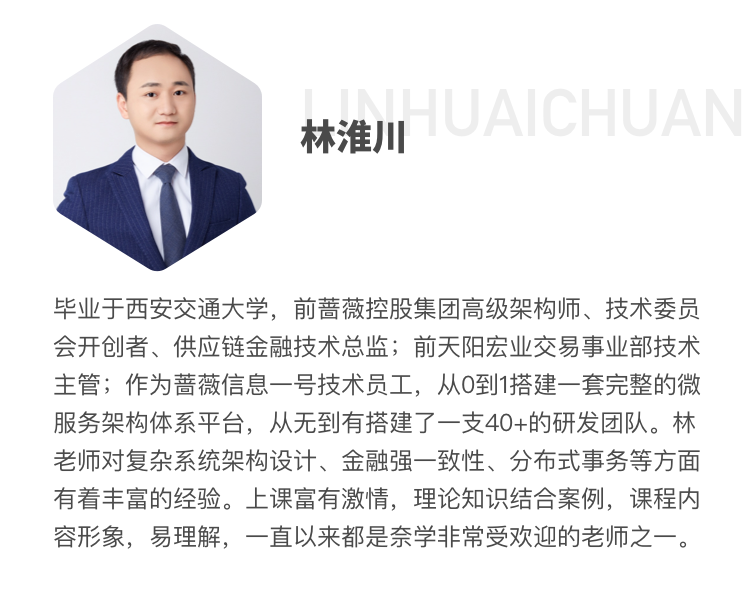 LINHUAICHUAN
林淮川
毕业于西安交通大学，前蔷薇控股集团高级架构师、技术委员
会开创者、供应链金融技术总监；前天阳宏业交易事业部技术
主管；作为蔷薇信息一号技术员工，从0到1搭建一套完整的微
服务架构体系平台，从无到有搭建了一支40+的研发团队。林
老师对复杂系统架构设计、金融强一致性、分布式事务等方面
有着丰富的经验。上课富有激情，理论知识结合案例，课程内
容形象，易理解，一直以来都是奈学非常受欢迎的老师之一。